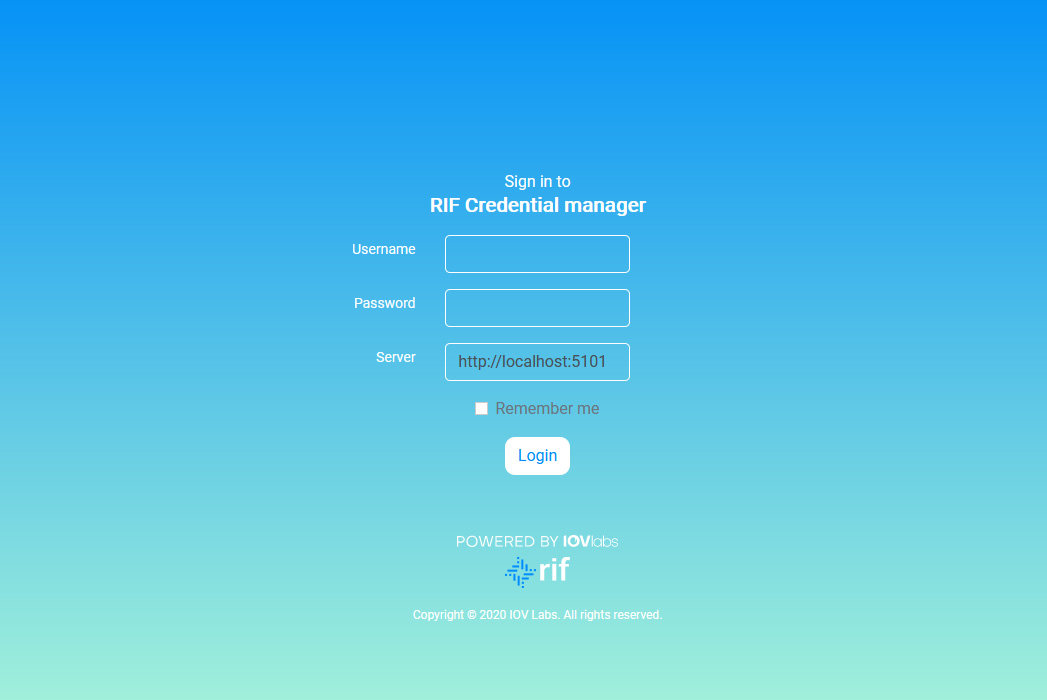 Sign in to
RIF Credential manager
Username
Password
Server
http://localhost:5101
Remember me
Login
POWERED BY IOVlabs
rif
Copyright © 2020 IOV Labs. All rights reserved.